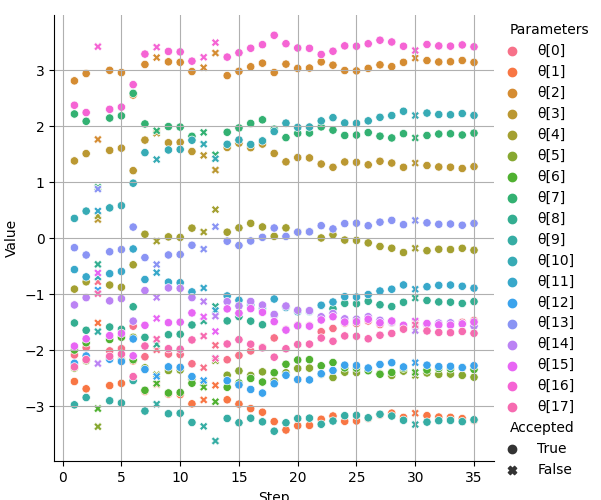 Parameters
θ[0]
θ[1]
θ[2]
θ[3]
θ[4]
θ[5]
θ[6]
θ[7]
θ[8]
θ[9]
θ[10]
θ[11]
θ[12]
θ[13]
θ[14]
θ[15]
θ[16]
θ[17]
Accepted
True
False
Value
3
2
1
0
−1
−2
−3
0 5 10 15 20 25 30 35
Step